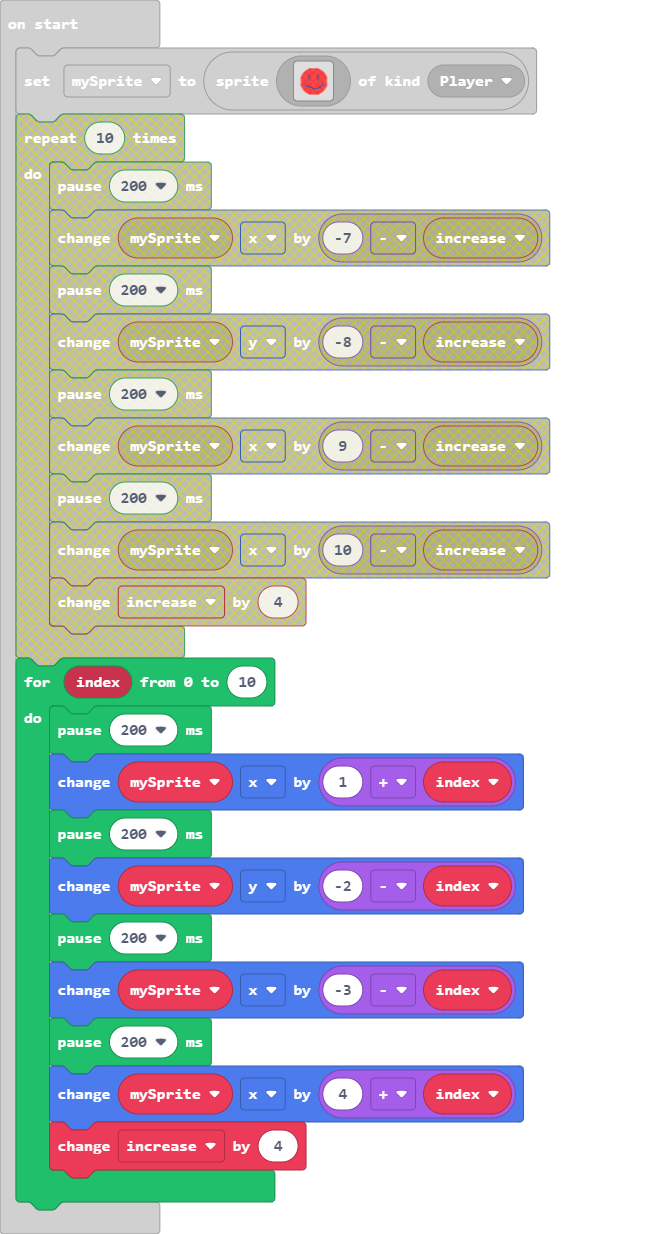 on start
set mySprite to sprite of kind Player
repeat 10 times
do
pause 200 ms
change mySprite x by -7 - increase
pause 200 ms
change mySprite y by -8 - increase
pause 200 ms
change mySprite x by 9 - increase
pause 200 ms
change mySprite x by 10 - increase
change increase by 4
for index from 0 to 10
do
pause 200 ms
change mySprite x by 1 + index
pause 200 ms
change mySprite y by -2 - index
pause 200 ms
change mySprite x by -3 - index
pause 200 ms
change mySprite x by 4 + index
change increase by 4